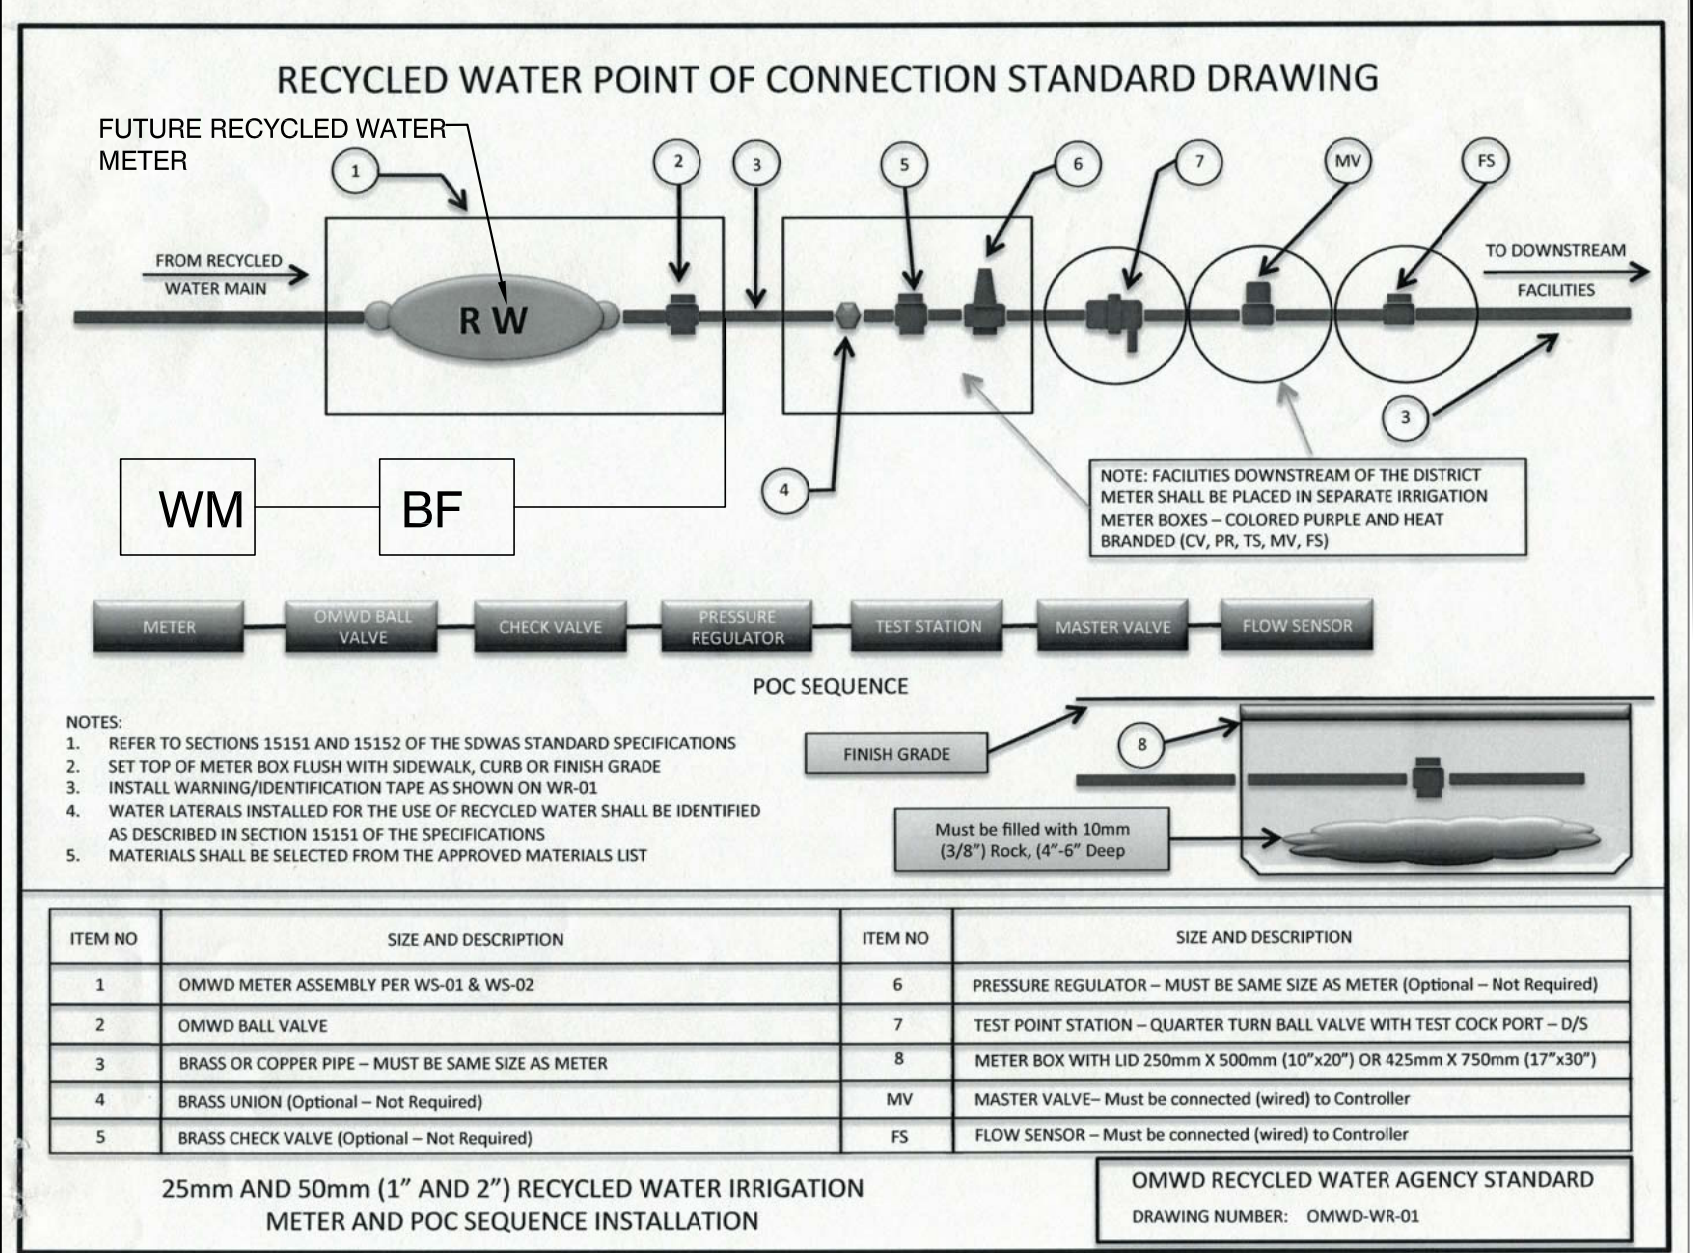 RECYCLED WATER POINT OF CONNECTION STANDARD DRAWING
FUTURE RECYCLED WATER
METER
1
2
3
5
6
7
MV
FS
FROM RECYCLED
WATER MAIN
TO DOWNSTREAM
FACILITIES
R W
3
4
WM
BF
NOTE: FACILITIES DOWNSTREAM OF THE DISTRICT
METER SHALL BE PLACED IN SEPARATE IRRIGATION
METER BOXES – COLORED PURPLE AND HEAT
BRANDED (CV, PR, TS, MV, FS)
METER
OMWD BALL
VALVE
CHECK VALVE
PRESSURE
REGULATOR
TEST STATION
MASTER VALVE
FLOW SENSOR
POC SEQUENCE
NOTES:
1. REFER TO SECTIONS 15151 AND 15152 OF THE SDWAS STANDARD SPECIFICATIONS
2. SET TOP OF METER BOX FLUSH WITH SIDEWALK, CURB OR FINISH GRADE
3. INSTALL WARNING/IDENTIFICATION TAPE AS SHOWN ON WR-01
4. WATER LATERALS INSTALLED FOR THE USE OF RECYCLED WATER SHALL BE IDENTIFIED
AS DESCRIBED IN SECTION 15151 OF THE SPECIFICATIONS
5. MATERIALS SHALL BE SELECTED FROM THE APPROVED MATERIALS LIST
FINISH GRADE
8
Must be filled with 10mm
(3/8") Rock, (4"-6" Deep
ITEM NO SIZE AND DESCRIPTION ITEM NO SIZE AND DESCRIPTION
1 OMWD METER ASSEMBLY PER WS-01 & WS-02 6 PRESSURE REGULATOR – MUST BE SAME SIZE AS METER (Optional – Not Required)
2 OMWD BALL VALVE 7 TEST POINT STATION – QUARTER TURN BALL VALVE WITH TEST COCK PORT – D/S
3 BRASS OR COPPER PIPE – MUST BE SAME SIZE AS METER 8 METER BOX WITH LID 250mm X 500mm (10"x20") OR 425mm X 750mm (17"x30")
4 BRASS UNION (Optional – Not Required) MV MASTER VALVE– Must be connected (wired) to Controller
5 BRASS CHECK VALVE (Optional – Not Required) FS FLOW SENSOR – Must be connected (wired) to Controller
25mm AND 50mm (1" AND 2") RECYCLED WATER IRRIGATION
METER AND POC SEQUENCE INSTALLATION
OMWD RECYCLED WATER AGENCY STANDARD
DRAWING NUMBER: OMWD-WR-01